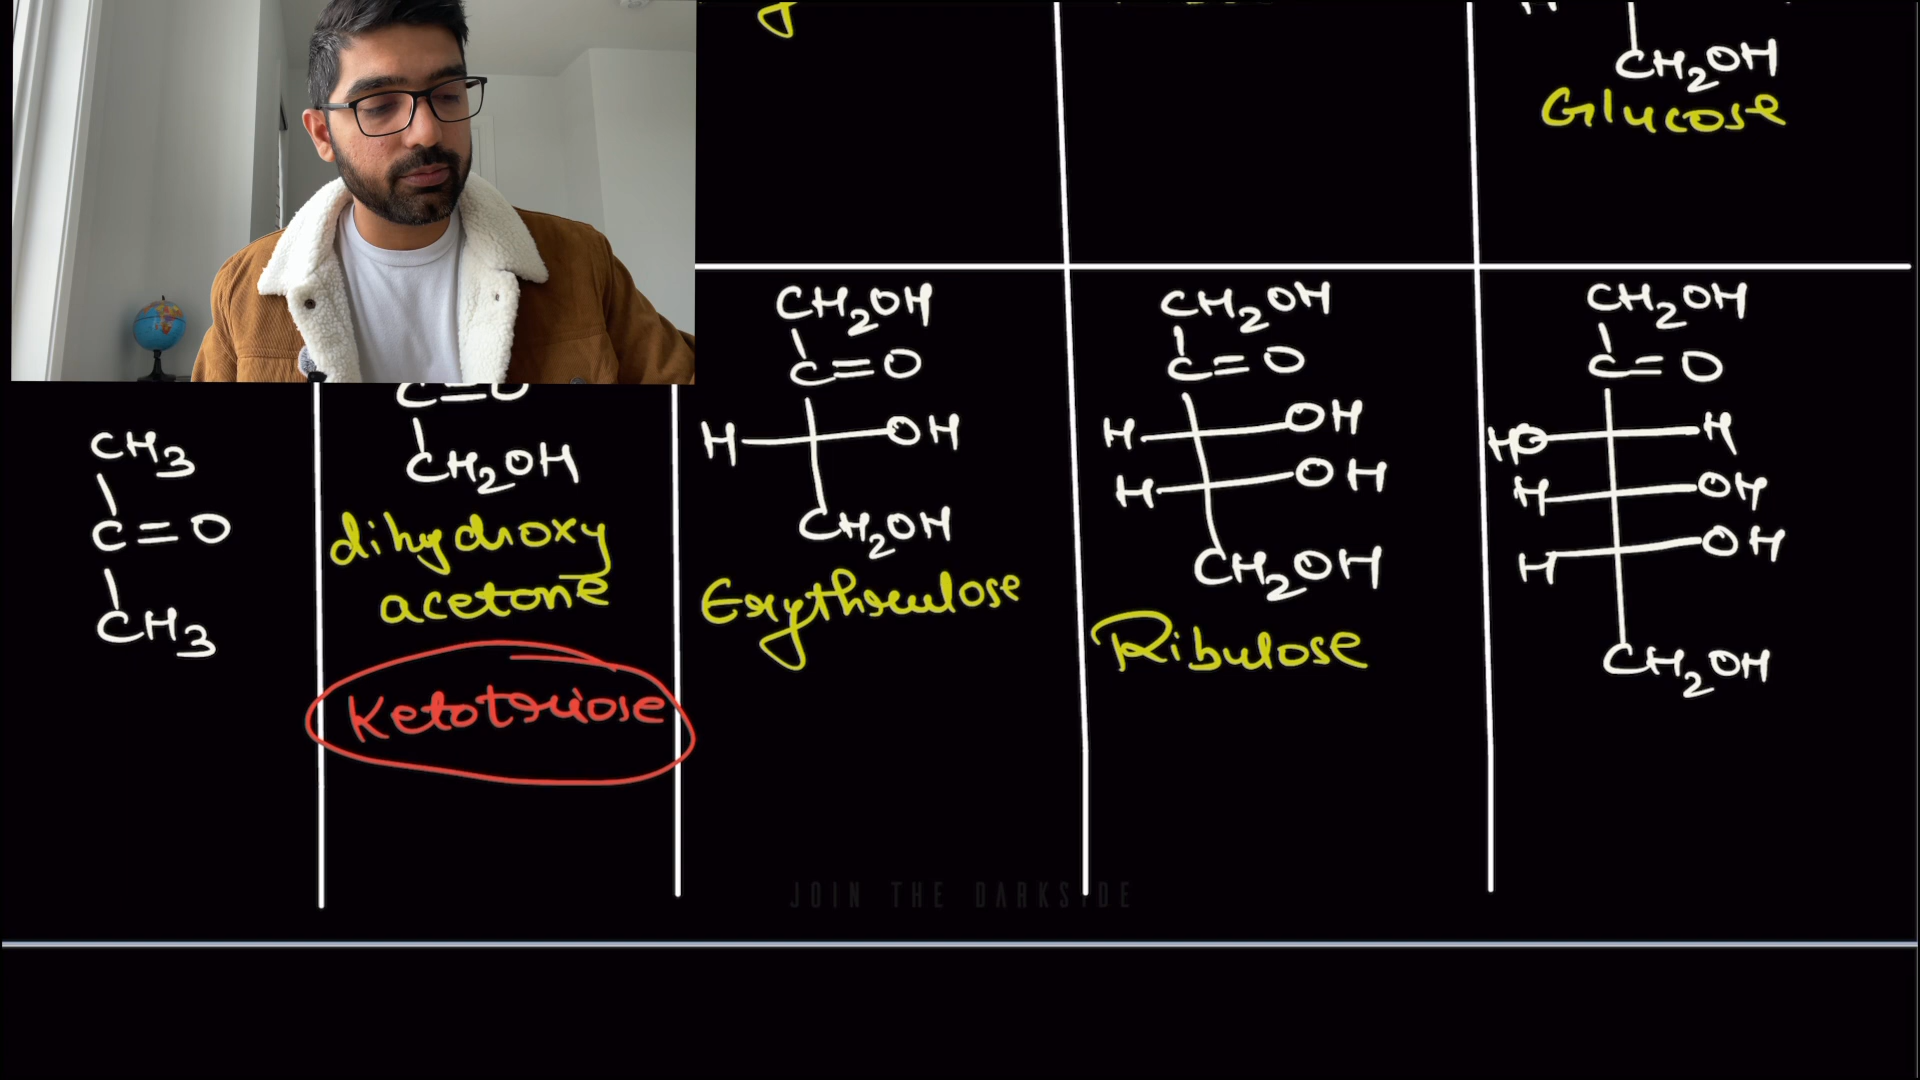 CH2OH
Glucose
CH3
C=O
CH3
C=O
CH2OH
dihydroxy
acetone
Ketotriose
CH2OH
C=O
H OH
CH2OH
Erythrulose
CH2OH
C=O
H OH
H OH
CH2OH
Ribulose
CH2OH
C=O
HO H
H OH
H OH
CH2OH
JOIN THE DARKSIDE